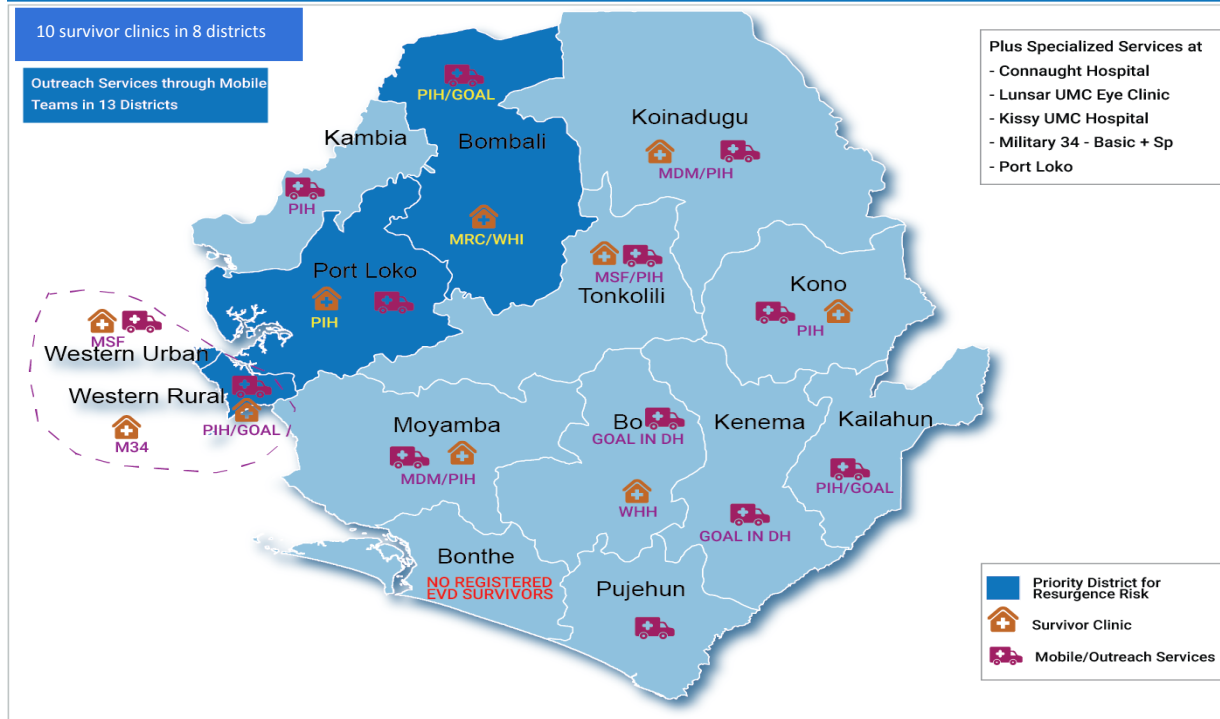 10 survivor clinics in 8 districts
Outreach Services through Mobile
Teams in 13 Districts
Plus Specialized Services at
- Connaught Hospital
- Lunsar UMC Eye Clinic
- Kissy UMC Hospital
- Military 34 - Basic + Sp
- Port Loko
PIH/GOAL
Bombali
MRC/WHI
Kambia
PIH
Koinadugu
MDM/PIH
Port Loko
PIH
MSF/PIH
Tonkolili
Kono
PIH
MSF
Western Urban
Western Rural
M34
PIH/GOAL /
Moyamba
MDM/PIH
Bo
GOAL IN DH
WHH
Kenema
GOAL IN DH
Kailahun
PIH/GOAL
Bonthe
NO REGISTERED
EVD SURVIVORS
Pujehun
Priority District for
Resurgence Risk
Survivor Clinic
Mobile/Outreach Services